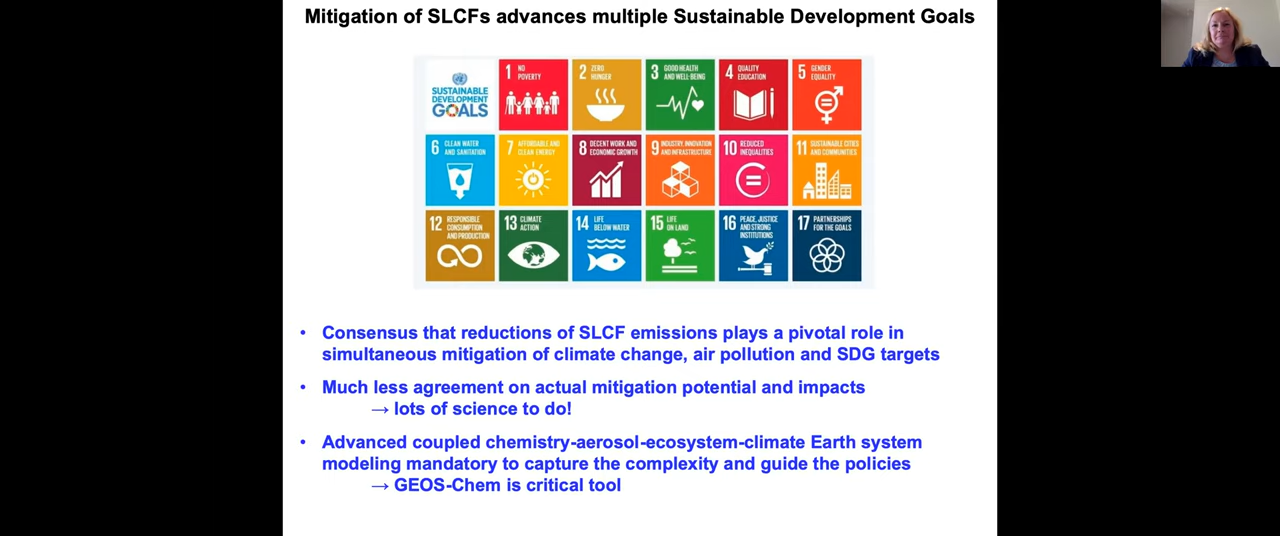 Mitigation of SLCFs advances multiple Sustainable Development Goals
SUSTAINABLE
DEVELOPMENT
GOALS
1 NO
POVERTY
2 ZERO
HUNGER
3 GOOD HEALTH
AND WELL-BEING
4 QUALITY
EDUCATION
5 GENDER
EQUALITY
6 CLEAN WATER
AND SANITATION
7 AFFORDABLE AND
CLEAN ENERGY
8 DECENT WORK AND
ECONOMIC GROWTH
9 INDUSTRY, INNOVATION
AND INFRASTRUCTURE
10 REDUCED
INEQUALITIES
11 SUSTAINABLE CITIES
AND COMMUNITIES
12 RESPONSIBLE
CONSUMPTION
AND PRODUCTION
13 CLIMATE
ACTION
14 LIFE
BELOW WATER
15 LIFE
ON LAND
16 PEACE, JUSTICE
AND STRONG
INSTITUTIONS
17 PARTNERSHIPS
FOR THE GOALS
• Consensus that reductions of SLCF emissions plays a pivotal role in
simultaneous mitigation of climate change, air pollution and SDG targets
• Much less agreement on actual mitigation potential and impacts
→ lots of science to do!
• Advanced coupled chemistry-aerosol-ecosystem-climate Earth system
modeling mandatory to capture the complexity and guide the policies
→ GEOS-Chem is critical tool